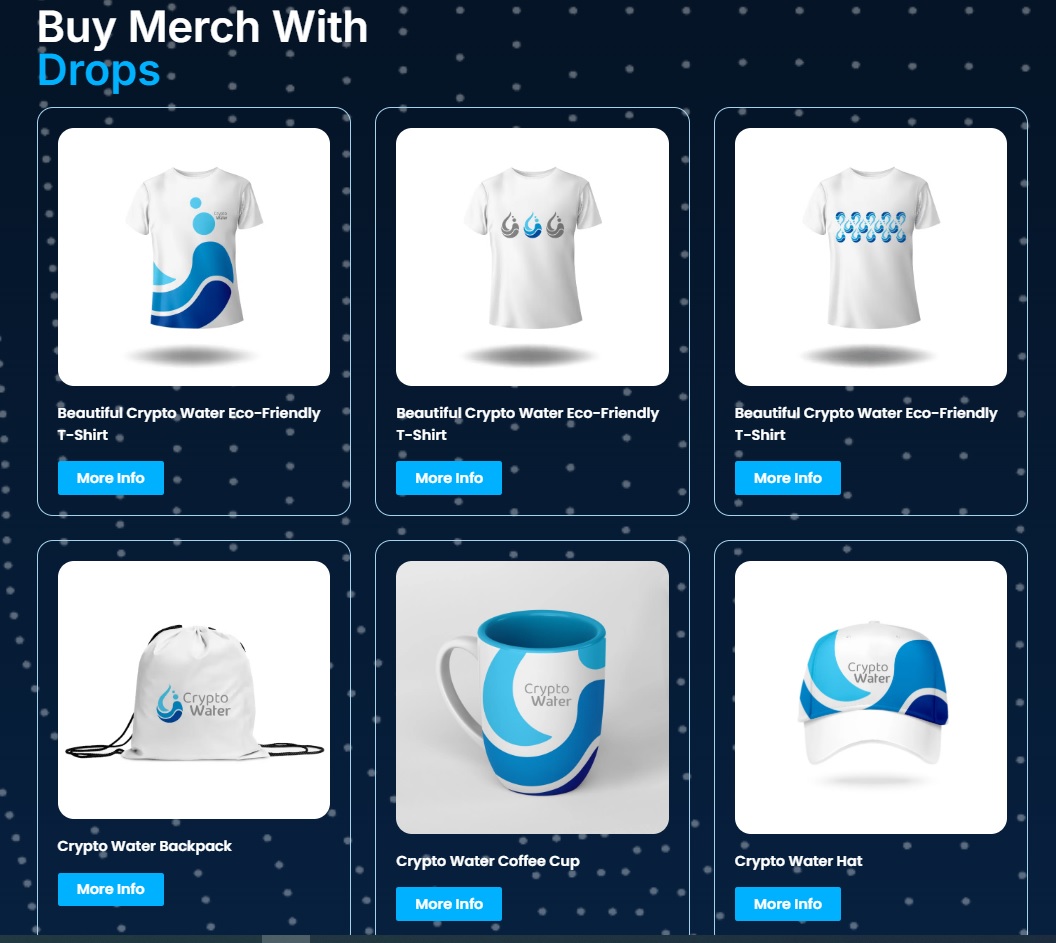 Buy Merch With
Drops
Crypto
Water
Beautiful Crypto Water Eco-Friendly
T-Shirt
More Info
Beautiful Crypto Water Eco-Friendly
T-Shirt
More Info
Beautiful Crypto Water Eco-Friendly
T-Shirt
More Info
Crypto
Water
Crypto Water Backpack
More Info
Crypto
Water
Crypto Water Coffee Cup
More Info
Crypto
Water
Crypto Water Hat
More Info